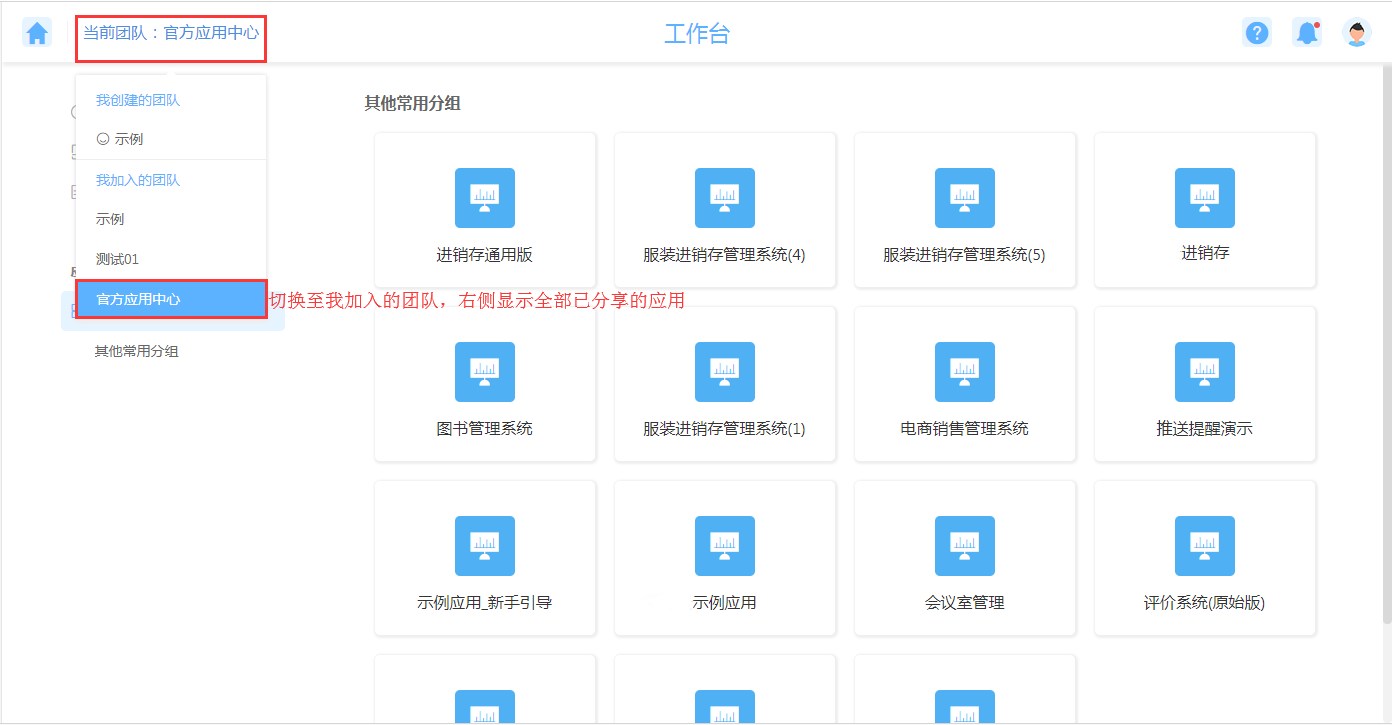 当前团队：官方应用中心
工作台
我创建的团队
示例
我加入的团队
示例
测试01
官方应用中心
切换至我加入的团队，右侧显示全部已分享的应用
其他常用分组
其他常用分组
进销存通用版
服装进销存管理系统(4)
服装进销存管理系统(5)
进销存
图书管理系统
服装进销存管理系统(1)
电商销售管理系统
推送提醒演示
示例应用_新手引导
示例应用
会议室管理
评价系统(原始版)